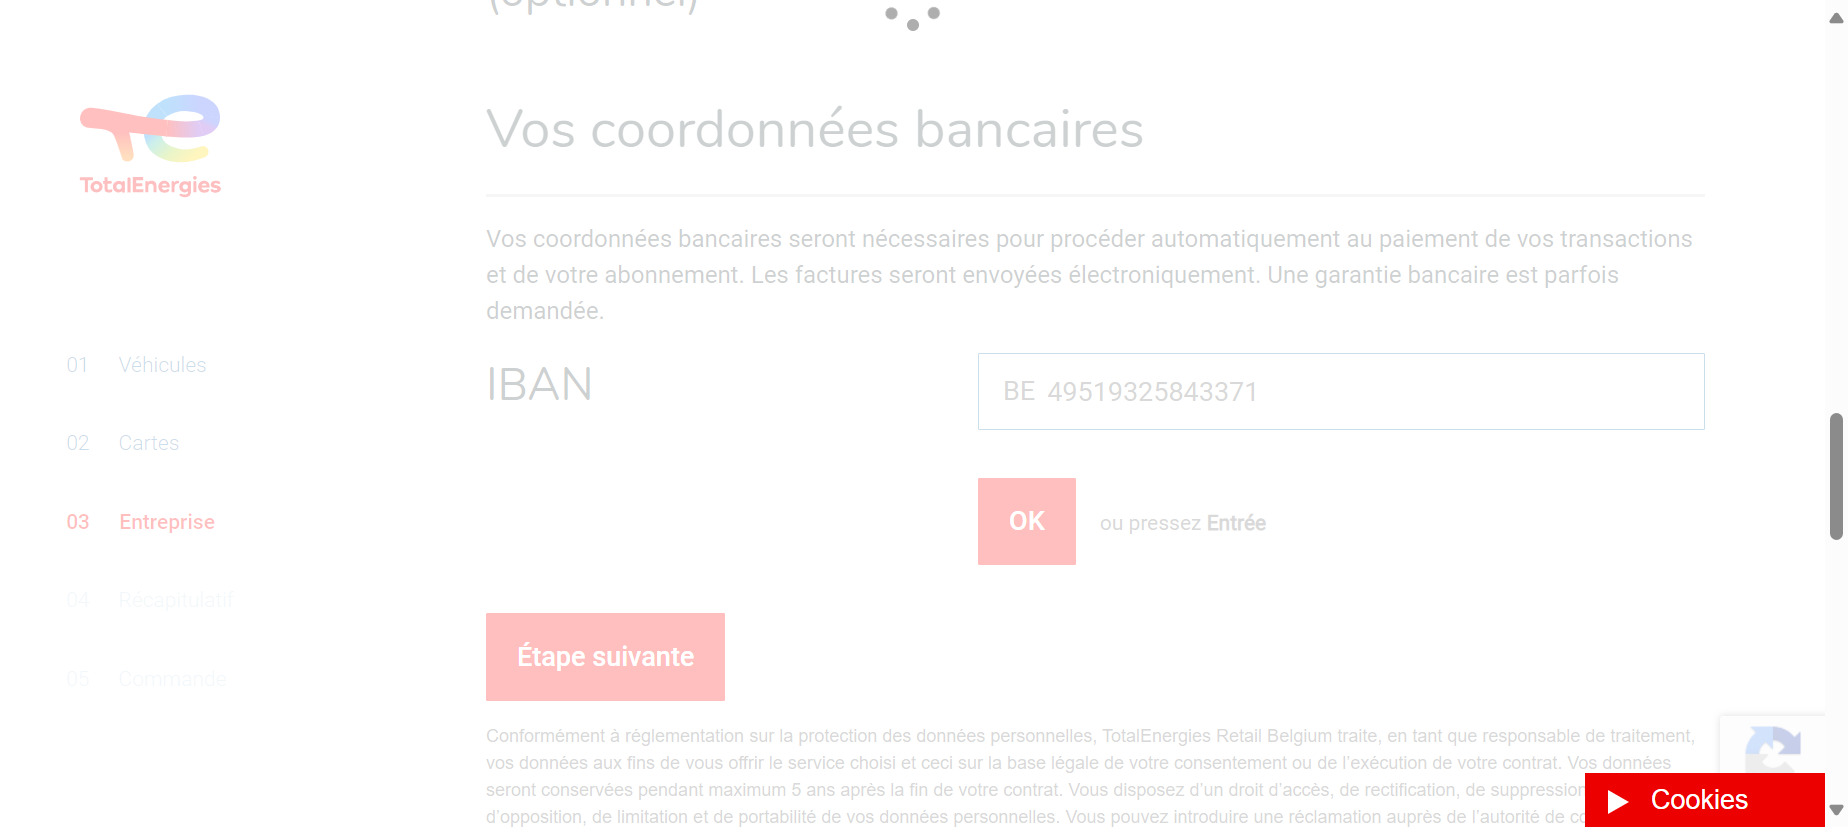 (optionnel)
TotalEnergies
Vos coordonnées bancaires
Vos coordonnées bancaires seront nécessaires pour procéder automatiquement au paiement de vos transactions
et de votre abonnement. Les factures seront envoyées électroniquement. Une garantie bancaire est parfois
demandée.
01 Véhicules
02 Cartes
03 Entreprise
04 Récapitulatif
05 Commande
IBAN
BE 49519325843371
OK ou pressez Entrée
Étape suivante
Conformément à réglementation sur la protection des données personnelles, TotalEnergies Retail Belgium traite, en tant que responsable de traitement,
vos données aux fins de vous offrir le service choisi et ceci sur la base légale de votre consentement ou de l'exécution de votre contrat. Vos données
seront conservées pendant maximum 5 ans après la fin de votre contrat. Vous disposez d'un droit d'accès, de rectification, de suppression
d'opposition, de limitation et de portabilité de vos données personnelles. Vous pouvez introduire une réclamation auprès de l'autorité de
Cookies